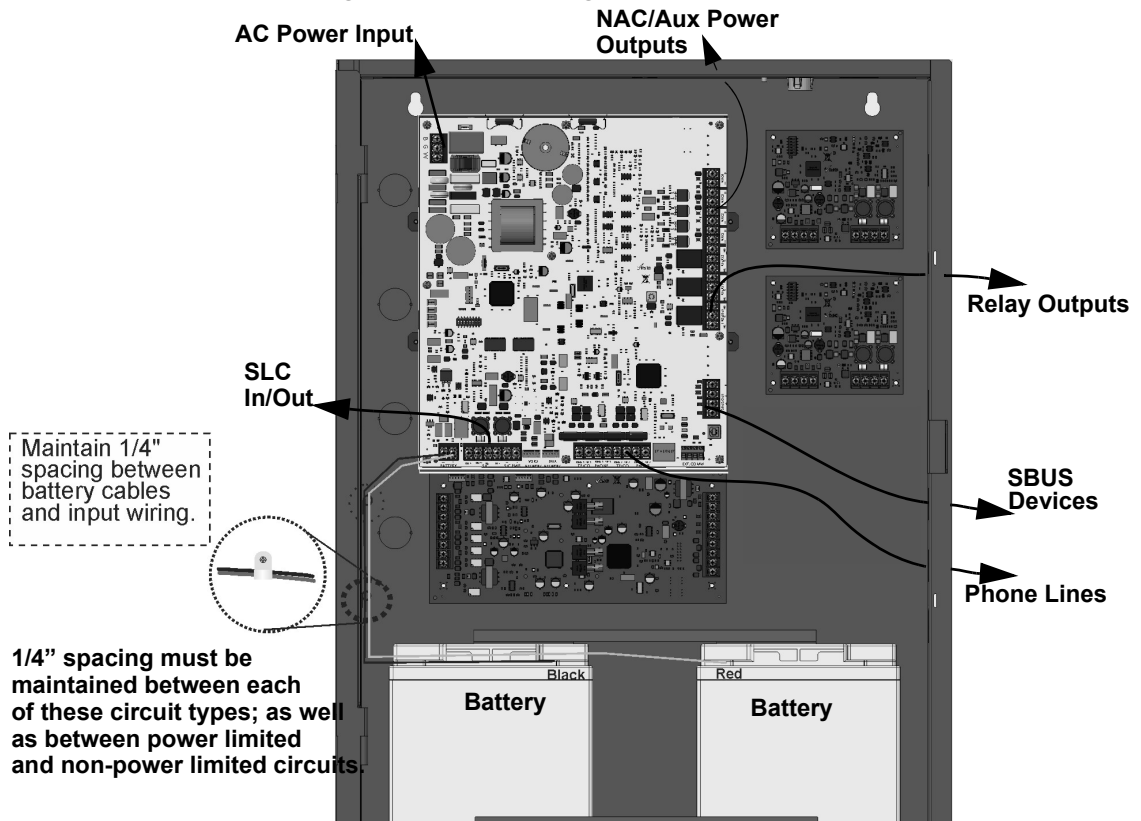 NAC/Aux Power
Outputs
AC Power Input
B G W
Relay Outputs
SLC
In/Out
Maintain 1/4"
spacing between
battery cables
and input wiring.
BATTERY
SBUS
Devices
Phone Lines
1/4” spacing must be
maintained between each
of these circuit types; as well
as between power limited
and non-power limited circuits.
Black
Red
Battery
Battery